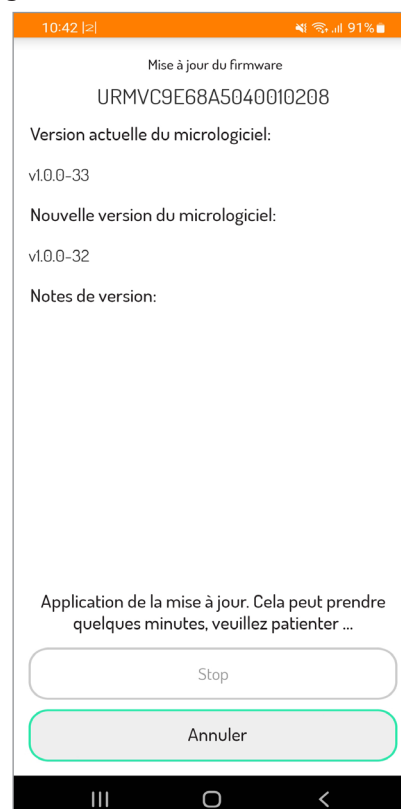 10:42 |2| 91%
Mise à jour du firmware
URMVC9E68A5040010208
Version actuelle du micrologiciel:
v1.0.0-33
Nouvelle version du micrologiciel:
v1.0.0-32
Notes de version:
Application de la mise à jour. Cela peut prendre
quelques minutes, veuillez patienter ...
Stop
Annuler